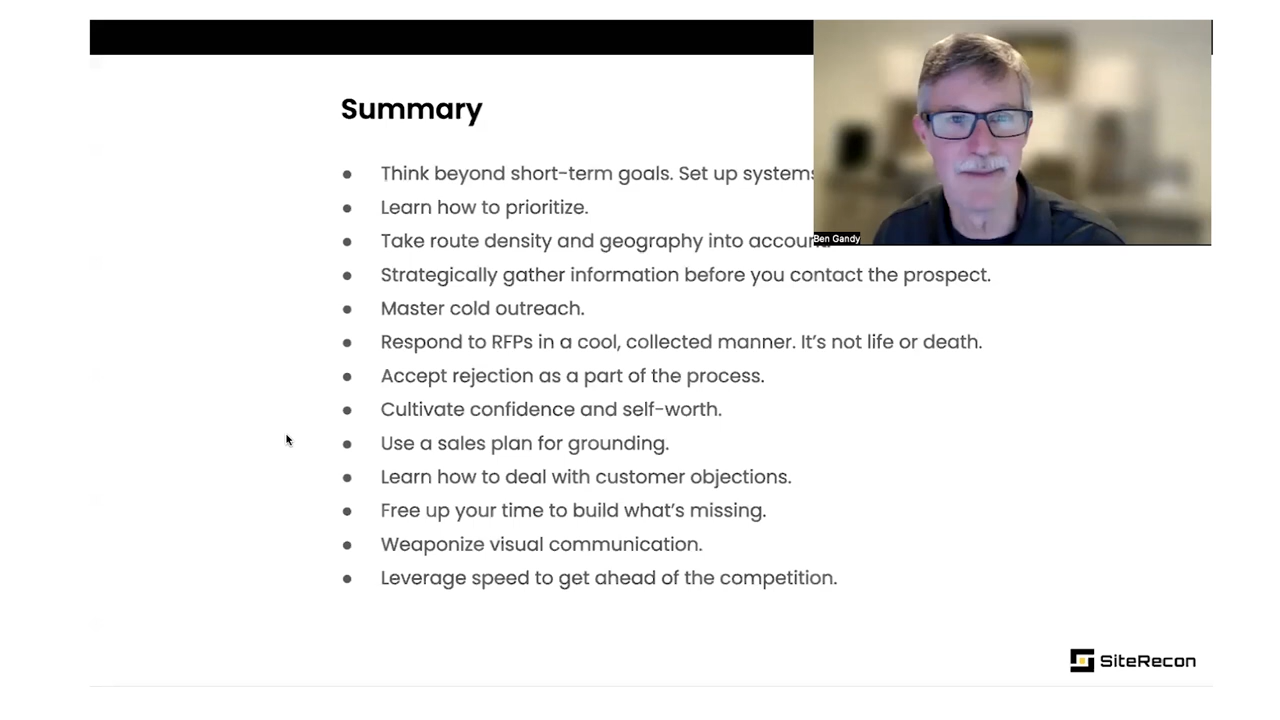 Summary
Think beyond short-term goals. Set up systems
Learn how to prioritize.
Take route density and geography into
Ben Gandy
Strategically gather information before you contact the prospect.
Master cold outreach.
Respond to RFPs in a cool, collected manner. It’s not life or death.
Accept rejection as a part of the process.
Cultivate confidence and self-worth.
Use a sales plan for grounding.
Learn how to deal with customer objections.
Free up your time to build what’s missing.
Weaponize visual communication.
Leverage speed to get ahead of the competition.
SiteRecon